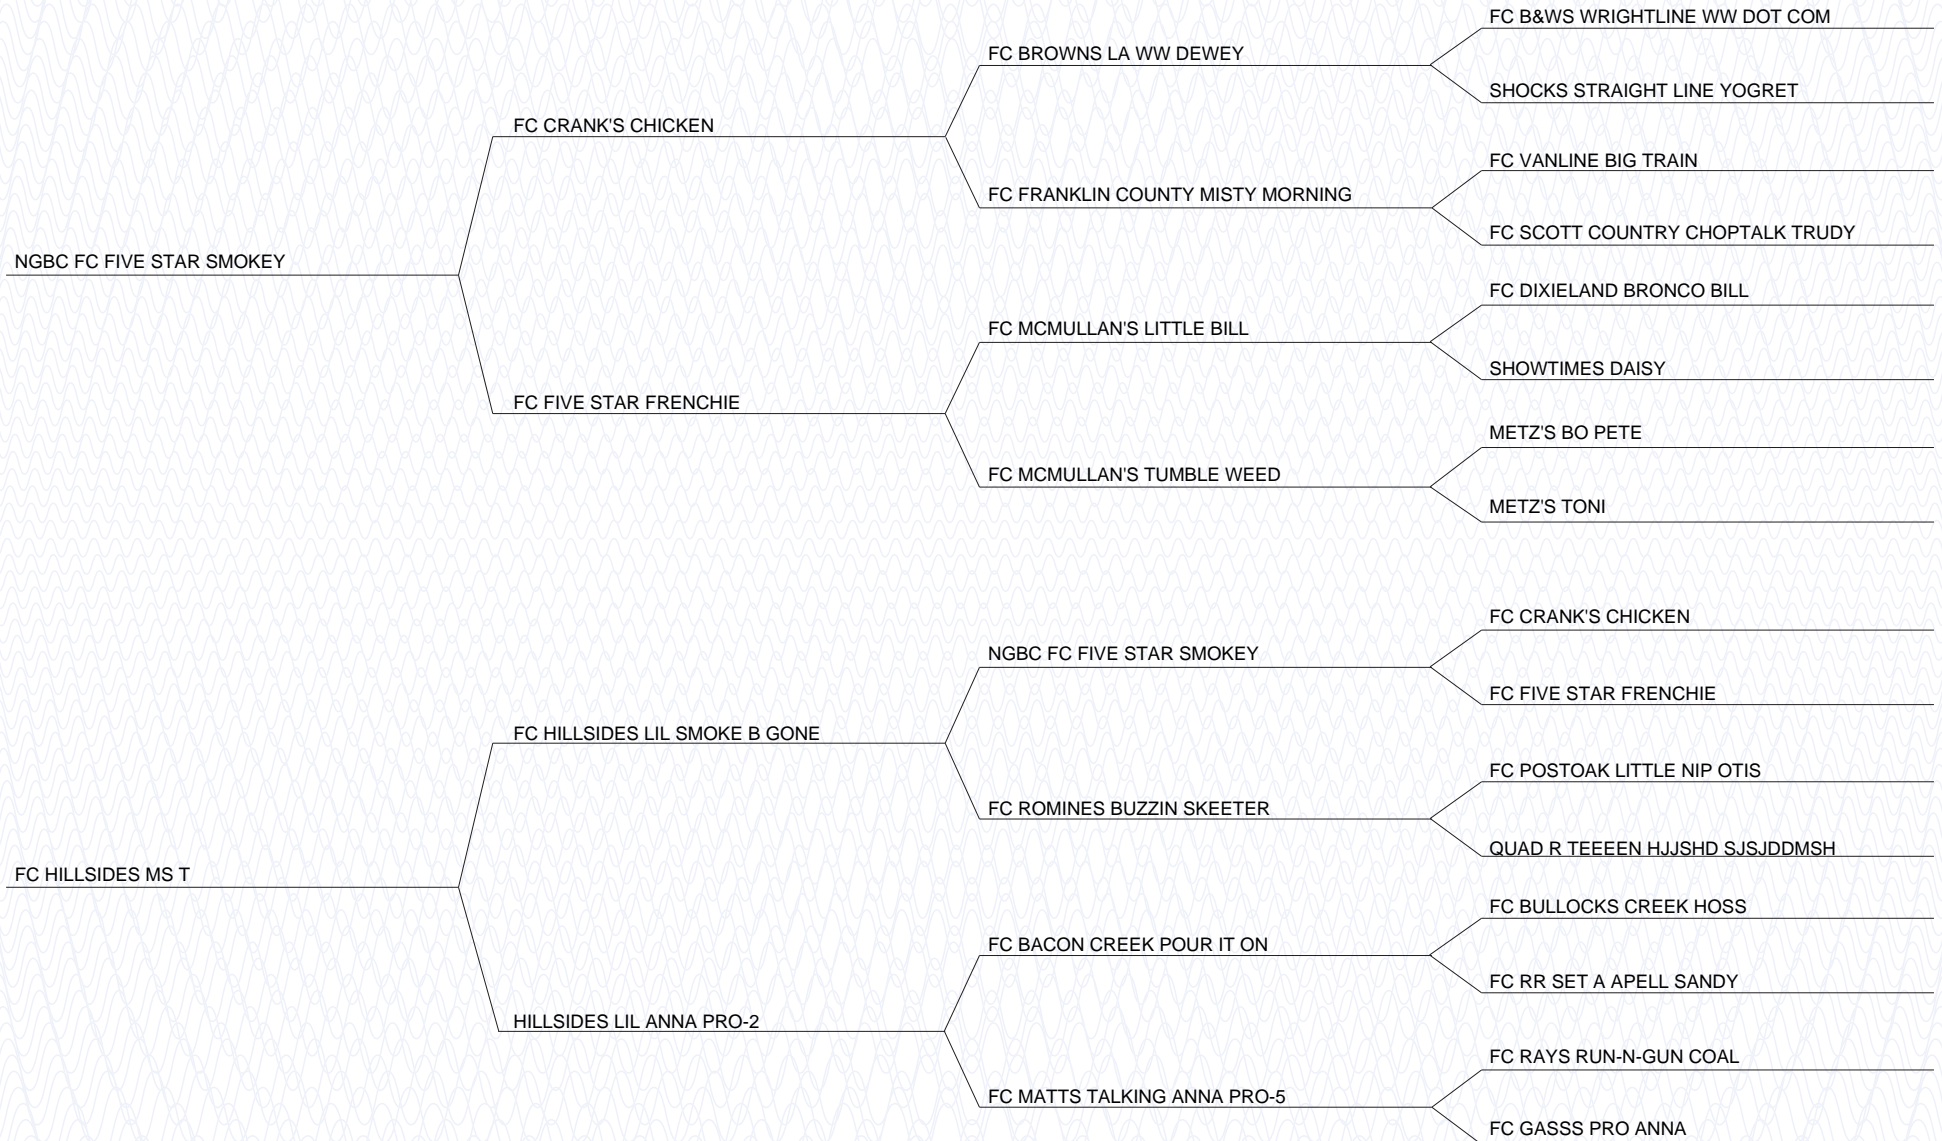 FC B&WS WRIGHTLINE WW DOT COM
FC BROWNS LA WW DEWEY
SHOCKS STRAIGHT LINE YOGRET
FC CRANK'S CHICKEN
FC VANLINE BIG TRAIN
FC FRANKLIN COUNTY MISTY MORNING
FC SCOTT COUNTRY CHOPTALK TRUDY
NGBC FC FIVE STAR SMOKEY
FC DIXIELAND BRONCO BILL
FC MCMULLAN'S LITTLE BILL
SHOWTIMES DAISY
FC FIVE STAR FRENCHIE
METZ'S BO PETE
FC MCMULLAN'S TUMBLE WEED
METZ'S TONI
FC CRANK'S CHICKEN
NGBC FC FIVE STAR SMOKEY
FC FIVE STAR FRENCHIE
FC HILLSIDES LIL SMOKE B GONE
FC POSTOAK LITTLE NIP OTIS
FC ROMINES BUZZIN SKEETER
QUAD R TEEEEN HJJSHD SJSJDDMSH
FC HILLSIDES MS T
FC BULLOCKS CREEK HOSS
FC BACON CREEK POUR IT ON
FC RR SET A APELL SANDY
HILLSIDES LIL ANNA PRO-2
FC RAYS RUN-N-GUN COAL
FC MATTS TALKING ANNA PRO-5
FC GASSS PRO ANNA